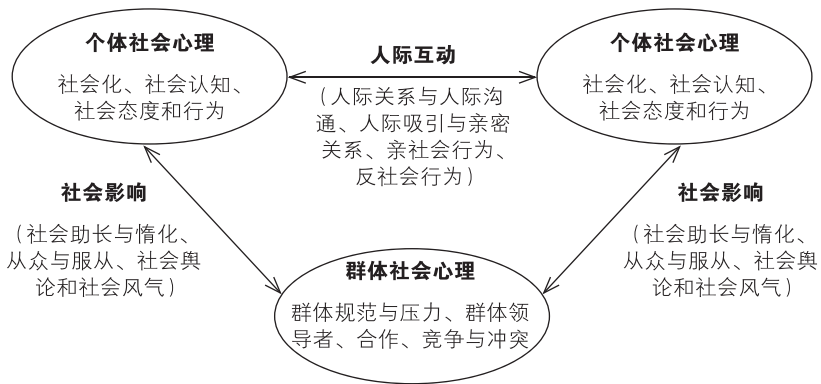 个体社会心理
社会化、社会认知、
社会态度和行为
人际互动
（人际关系与人际沟
通、人际吸引与亲密
关系、亲社会行为、
反社会行为）
个体社会心理
社会化、社会认知、
社会态度和行为
社会影响
（社会助长与惰化、
从众与服从、社会舆
论和社会风气）
群体社会心理
群体规范与压力、群体领
导者、合作、竞争与冲突
社会影响
（社会助长与惰化、
从众与服从、社会舆
论和社会风气）